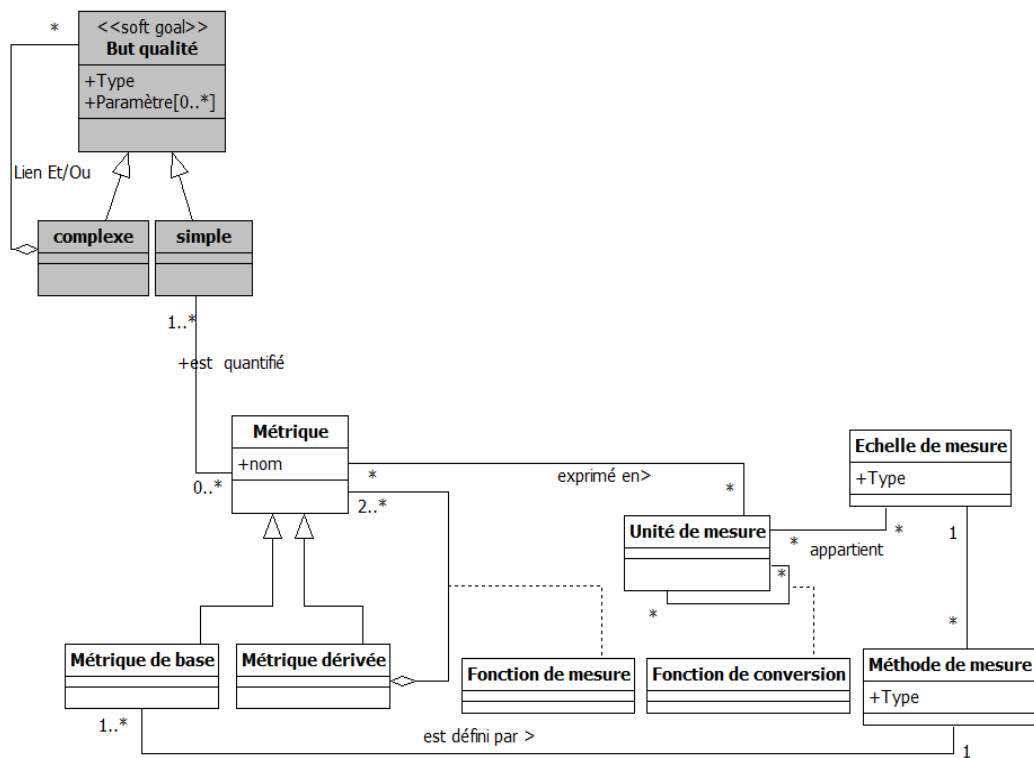 *
<<soft goal>>
But qualité
+Type
+Paramètre[0..*]
Lien Et/Ou
complexe
simple
1..*
+est quantifié
Métrique
+nom
0..*
*
2..*
exprimé en>
*
Echelle de mesure
+Type
Unité de mesure
*
appartient
*
1
*
*
*
Métrique de base
Métrique dérivée
Fonction de mesure
Fonction de conversion
Méthode de mesure
+Type
1..*
est défini par >
1